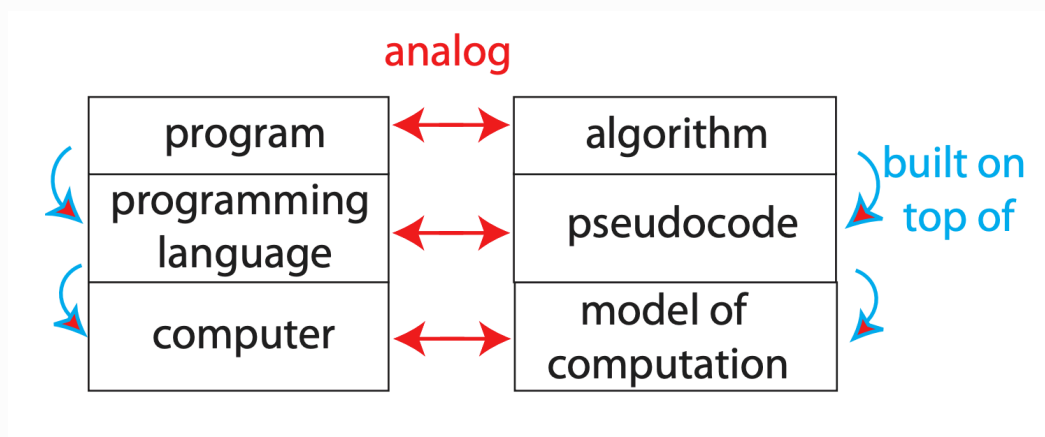 analog
program
algorithm
built on
top of
programming
language
pseudocode
computer
model of
computation